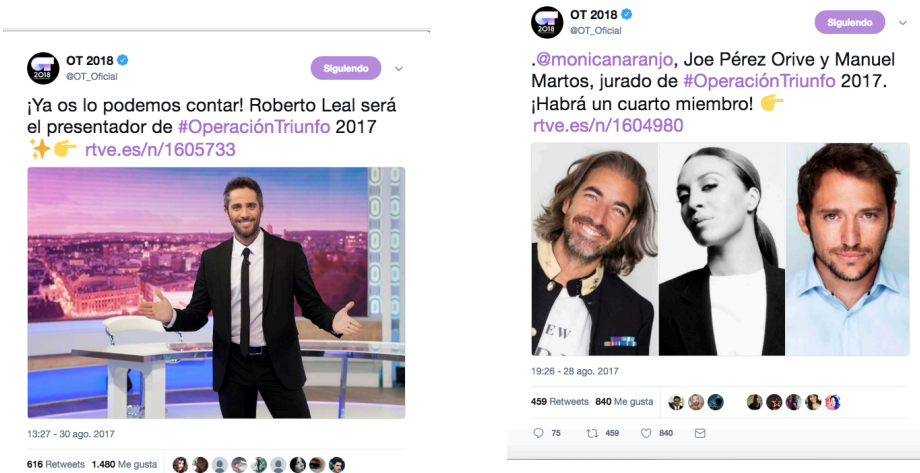 OT 2018
@OT_Oficial
Siguiendo
¡Ya os lo podemos contar! Roberto Leal será
el presentador de #OperaciónTriunfo 2017
✨👉 rtve.es/n/1605733
13:27 - 30 ago. 2017
616 Retweets 1.480 Me gusta
OT 2018
@OT_Oficial
Siguiendo
.@monicanaranjo, Joe Pérez Orive y Manuel
Martos, jurado de #OperaciónTriunfo 2017.
¡Habrá un cuarto miembro! 👉
rtve.es/n/1604980
EW
19:26 - 28 ago. 2017
459 Retweets 840 Me gusta
75 459 840